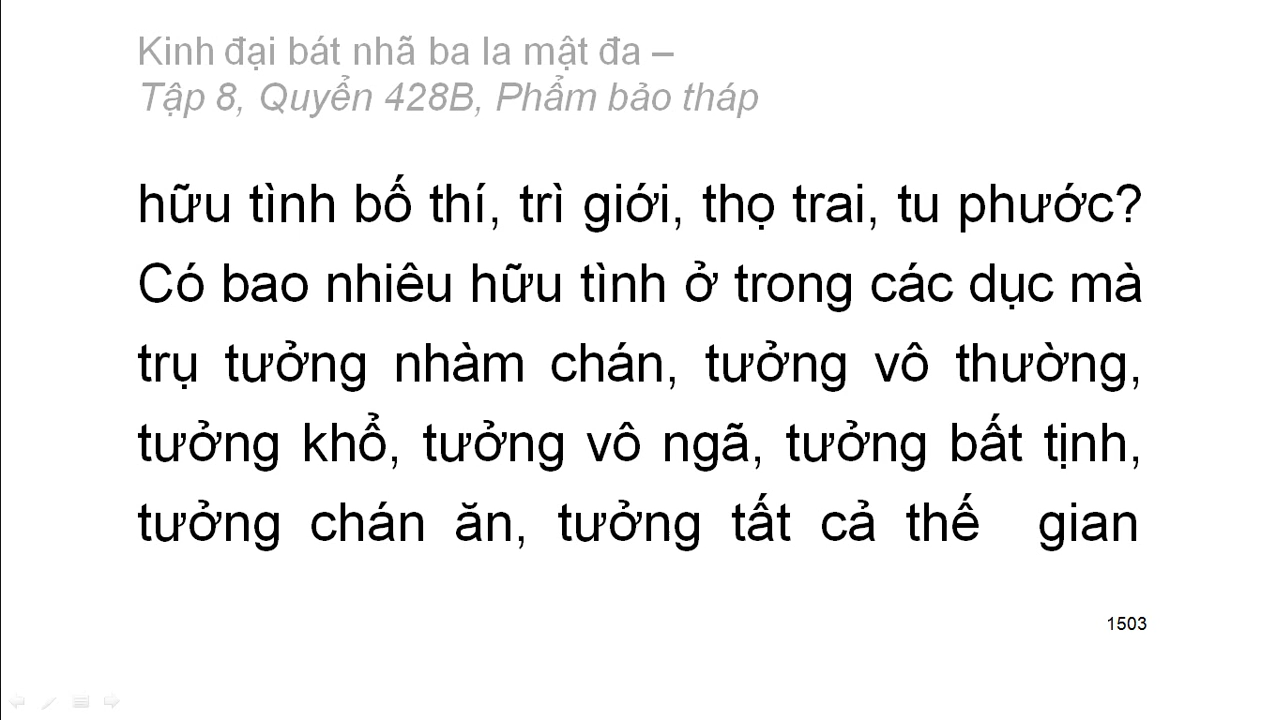 Kinh đại bát nhã ba la mật đa –
Tập 8, Quyển 428B, Phẩm bảo tháp
hữu tình bố thí, trì giới, thọ trai, tu phước?
Có bao nhiêu hữu tình ở trong các dục mà
trụ tưởng nhàm chán, tưởng vô thường,
tưởng khổ, tưởng vô ngã, tưởng bất tịnh,
tưởng chán ăn, tưởng tất cả thế gian
1503